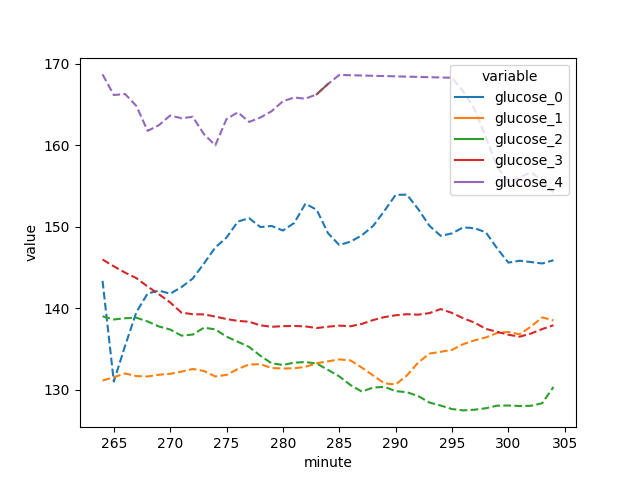 170
160
150
140
130
value
265
270
275
280
285
290
295
300
305
minute
variable
glucose_0
glucose_1
glucose_2
glucose_3
glucose_4